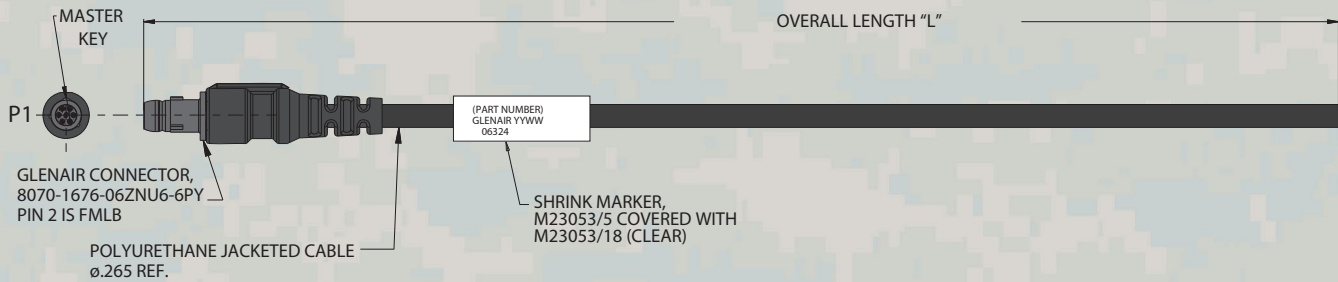 MASTER
KEY
OVERALL LENGTH “L”
P1
(PART NUMBER)
GLENAIR YYWW
06324
GLENAIR CONNECTOR,
8070-1676-06ZNU6-6PY
PIN 2 IS FMLB
SHRINK MARKER,
M23053/5 COVERED WITH
M23053/18 (CLEAR)
POLYURETHANE JACKETED CABLE
ø.265 REF.